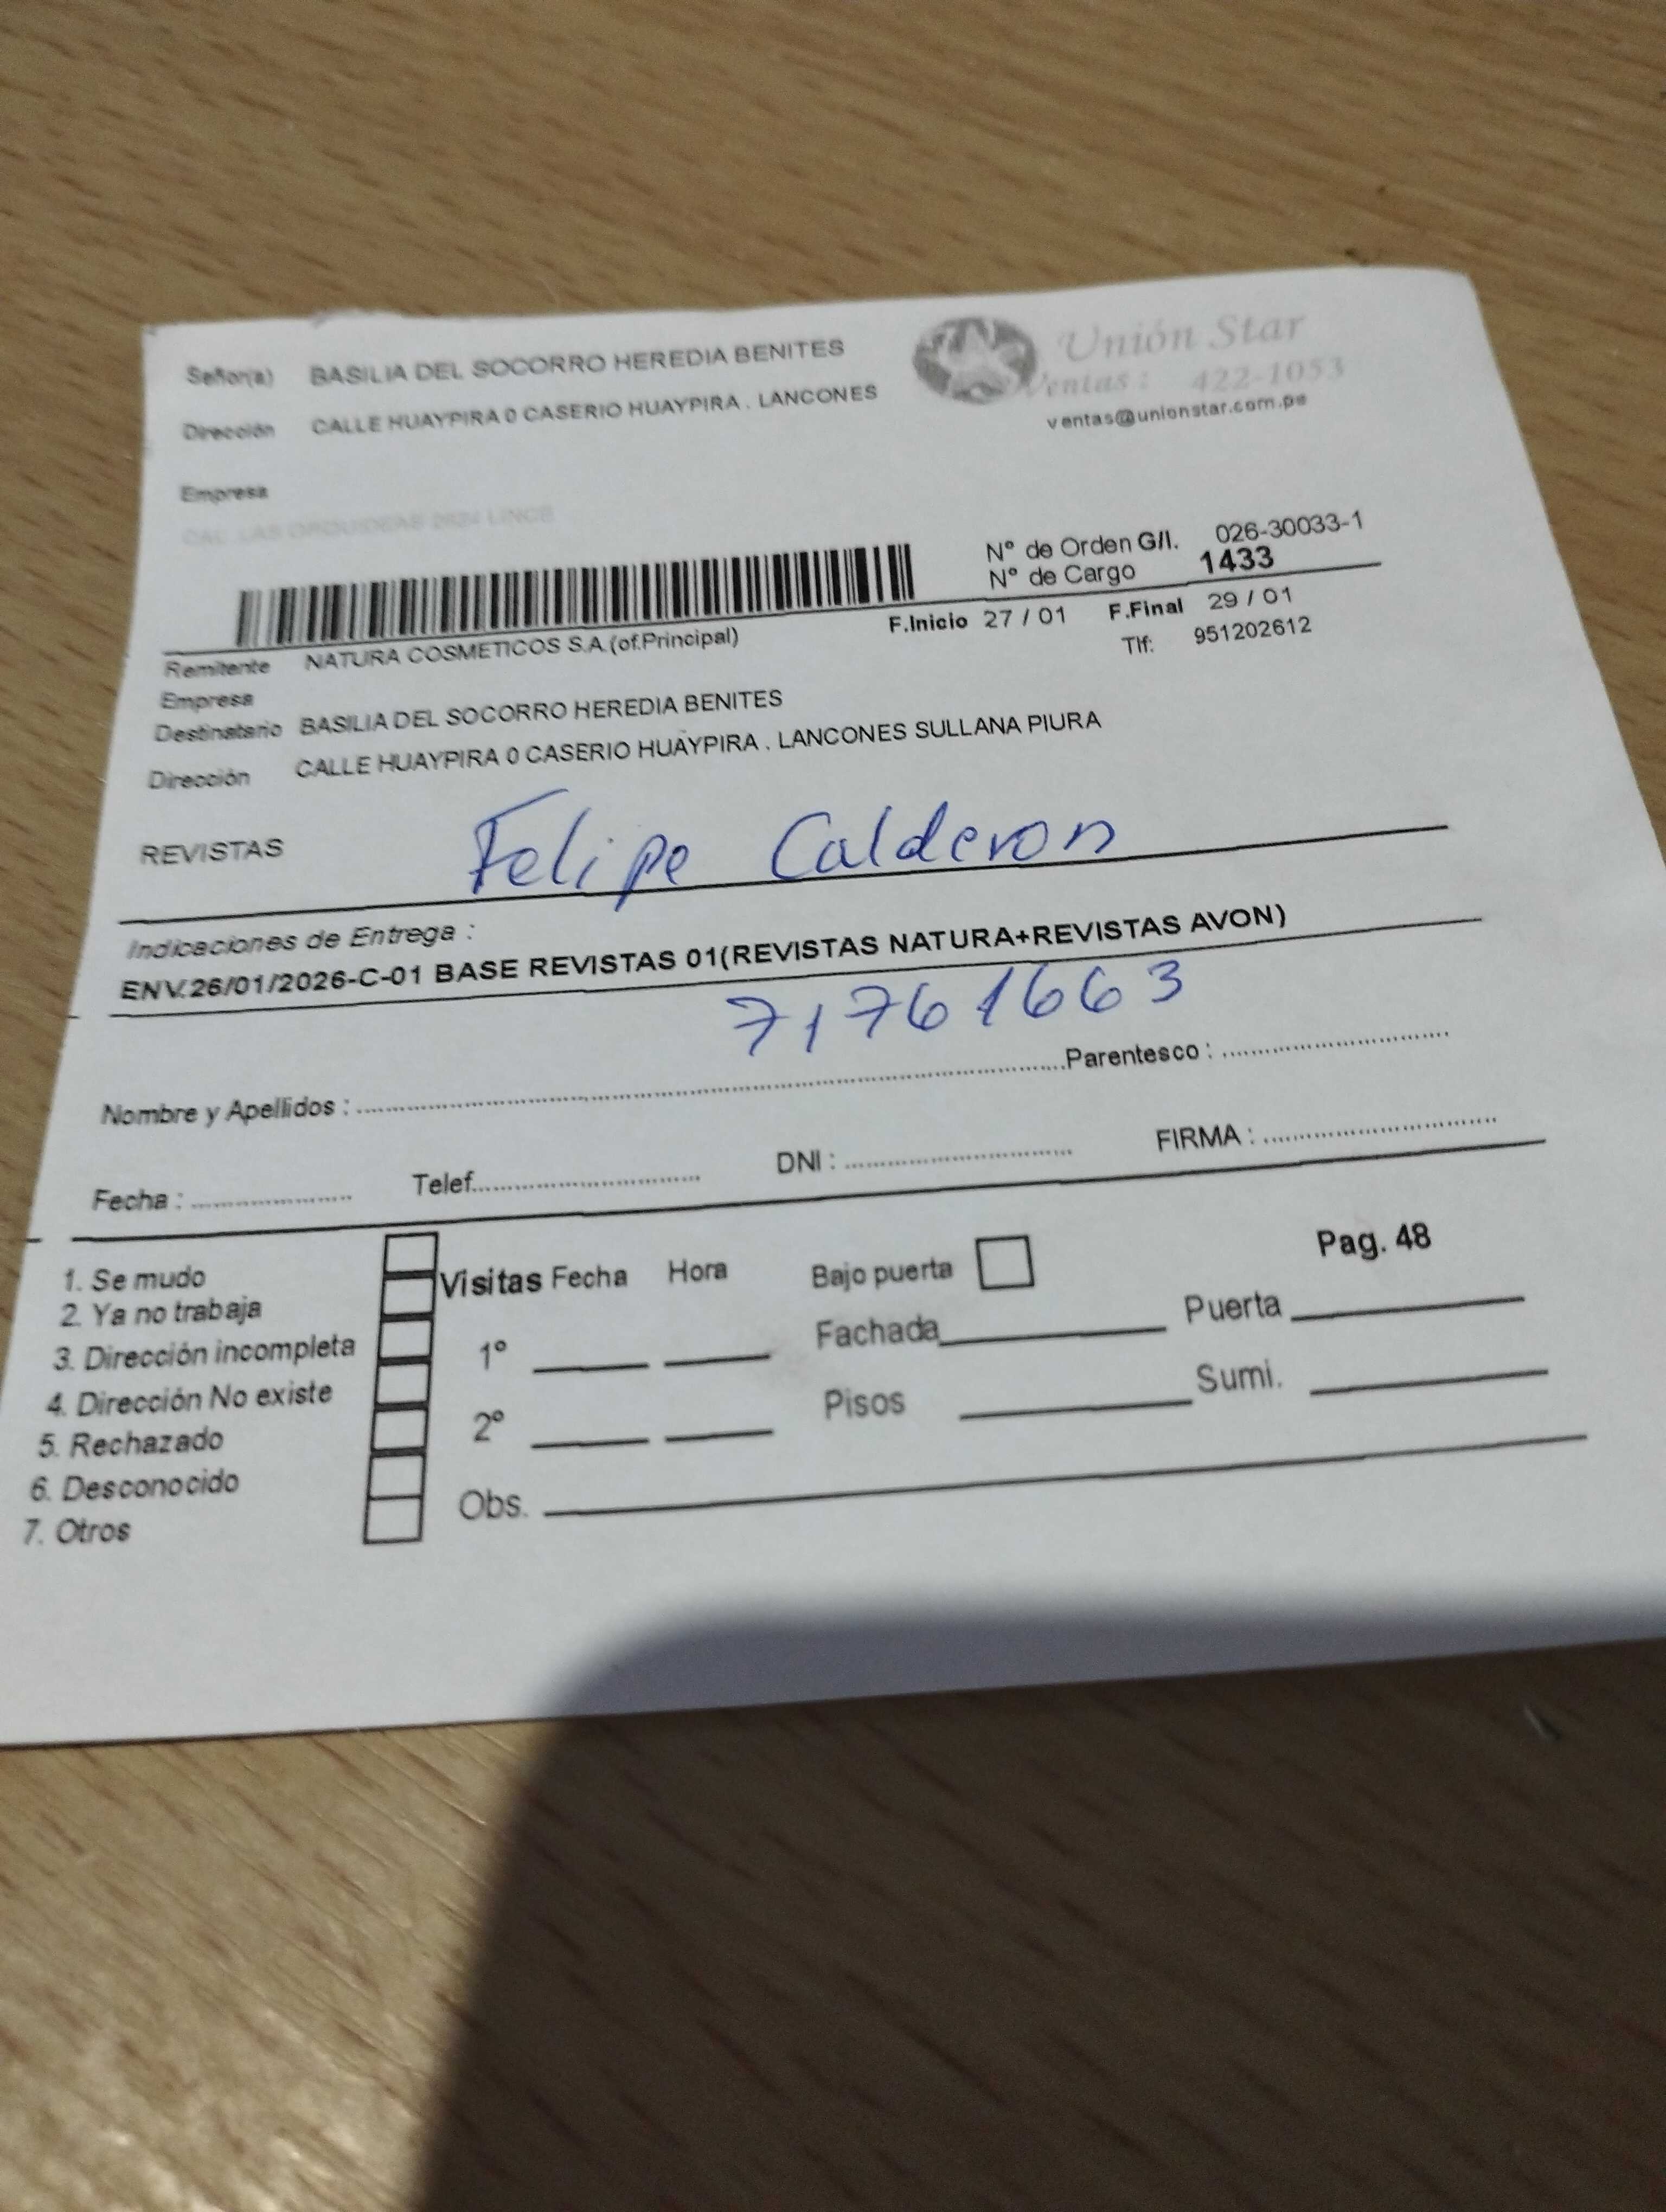 Señor(a) BASILIA DEL SOCORRO HEREDIA BENITES
Unión Star
Dirección CALLE HUAYPIRA 0 CASERIO HUAYPIRA . LANCONES
Ventas : 422-1053
ventas@unionstar.com.pe
Empresa
CAL. LAS ORQUIDEAS 2624 LINCE
Nº de Orden G/I. 026-30033-1
Nº de Cargo 1433
F.Inicio 27 / 01 F.Final 29 / 01
Remitente NATURA COSMETICOS S.A.(of.Principal)
Tlf: 951202612
Empresa
Destinatario BASILIA DEL SOCORRO HEREDIA BENITES
Dirección CALLE HUAYPIRA 0 CASERIO HUAYPIRA . LANCONES SULLANA PIURA
REVISTAS Felipe Calderon
Indicaciones de Entrega :
ENV.26/01/2026-C-01 BASE REVISTAS 01(REVISTAS NATURA+REVISTAS AVON)
71761663
Nombre y Apellidos : Parentesco :
Fecha : Telef. DNI : FIRMA :
Pag. 48
1. Se mudo
Visitas Fecha Hora Bajo puerta
2. Ya no trabaja
Fachada Puerta
3. Dirección incompleta
1º
4. Dirección No existe
Pisos Sumi.
5. Rechazado
2º
6. Desconocido
Obs.
7. Otros